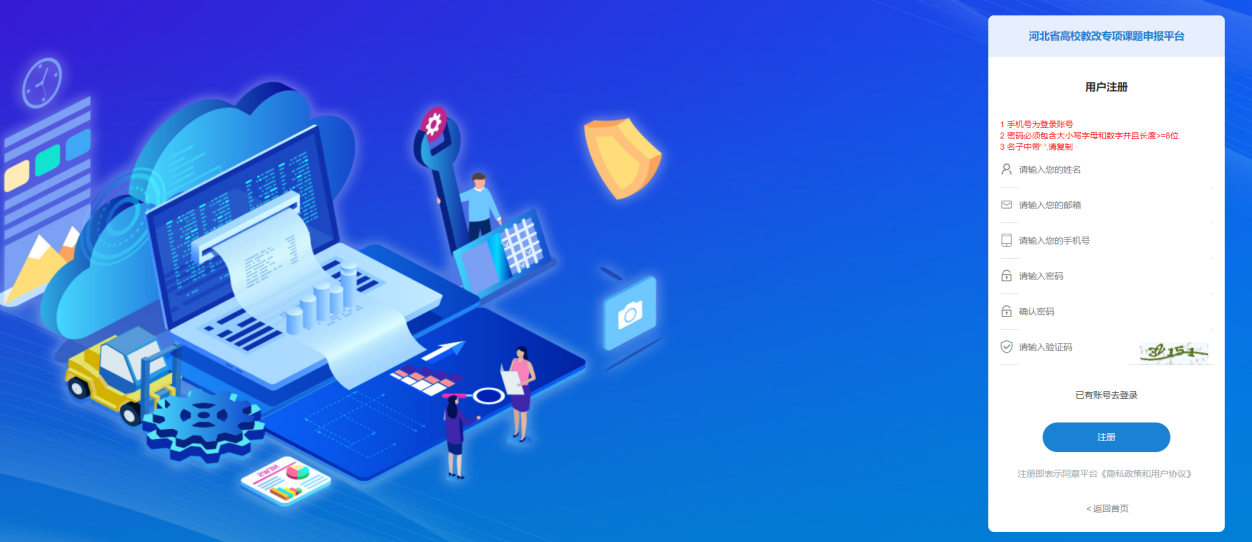 河北省高校教改专项课题申报平台
用户注册
1 手机号为登录账号
2 密码必须包含大小写字母和数字并且长度>=8位
3 名子中带'·'请复制
请输入您的姓名
请输入您的邮箱
请输入您的手机号
请输入密码
确认密码
请输入验证码
已有账号去登录
注册
注册即表示同意平台《隐私政策和用户协议》
< 返回首页